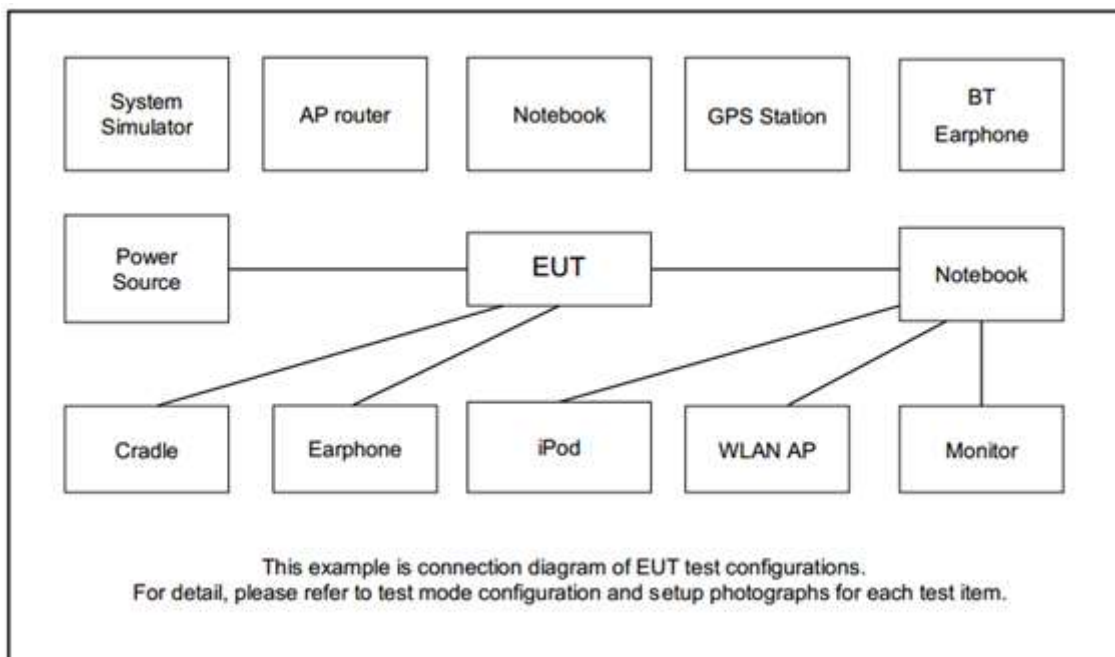 System
Simulator
AP router
Notebook
GPS Station
BT
Earphone
Power
Source
EUT
Notebook
Cradle
Earphone
iPod
WLAN AP
Monitor
This example is connection diagram of EUT test configurations.
For detail, please refer to test mode configuration and setup photographs for each test item.